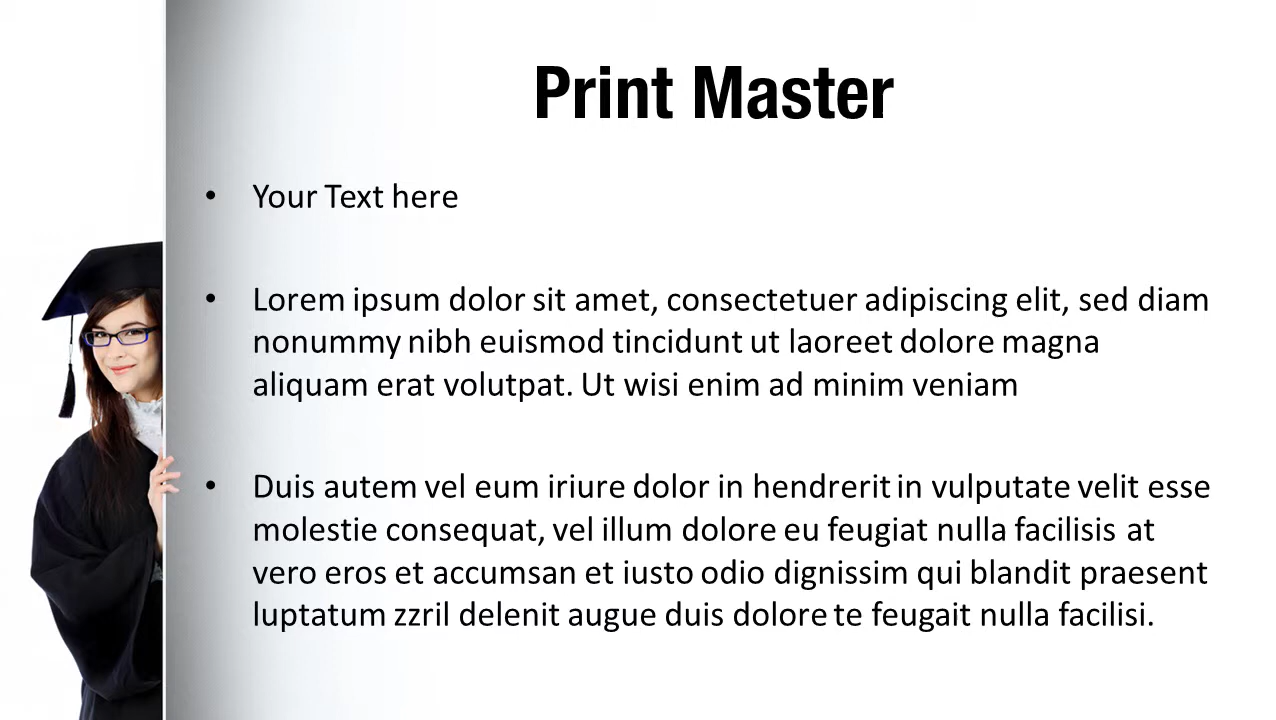 Print Master
• Your Text here
• Lorem ipsum dolor sit amet, consectetuer adipiscing elit, sed diam
nonummy nibh euismod tincidunt ut laoreet dolore magna
aliquam erat volutpat. Ut wisi enim ad minim veniam
• Duis autem vel eum iriure dolor in hendrerit in vulputate velit esse
molestie consequat, vel illum dolore eu feugiat nulla facilisis at
vero eros et accumsan et iusto odio dignissim qui blandit praesent
luptatum zzril delenit augue duis dolore te feugait nulla facilisi.